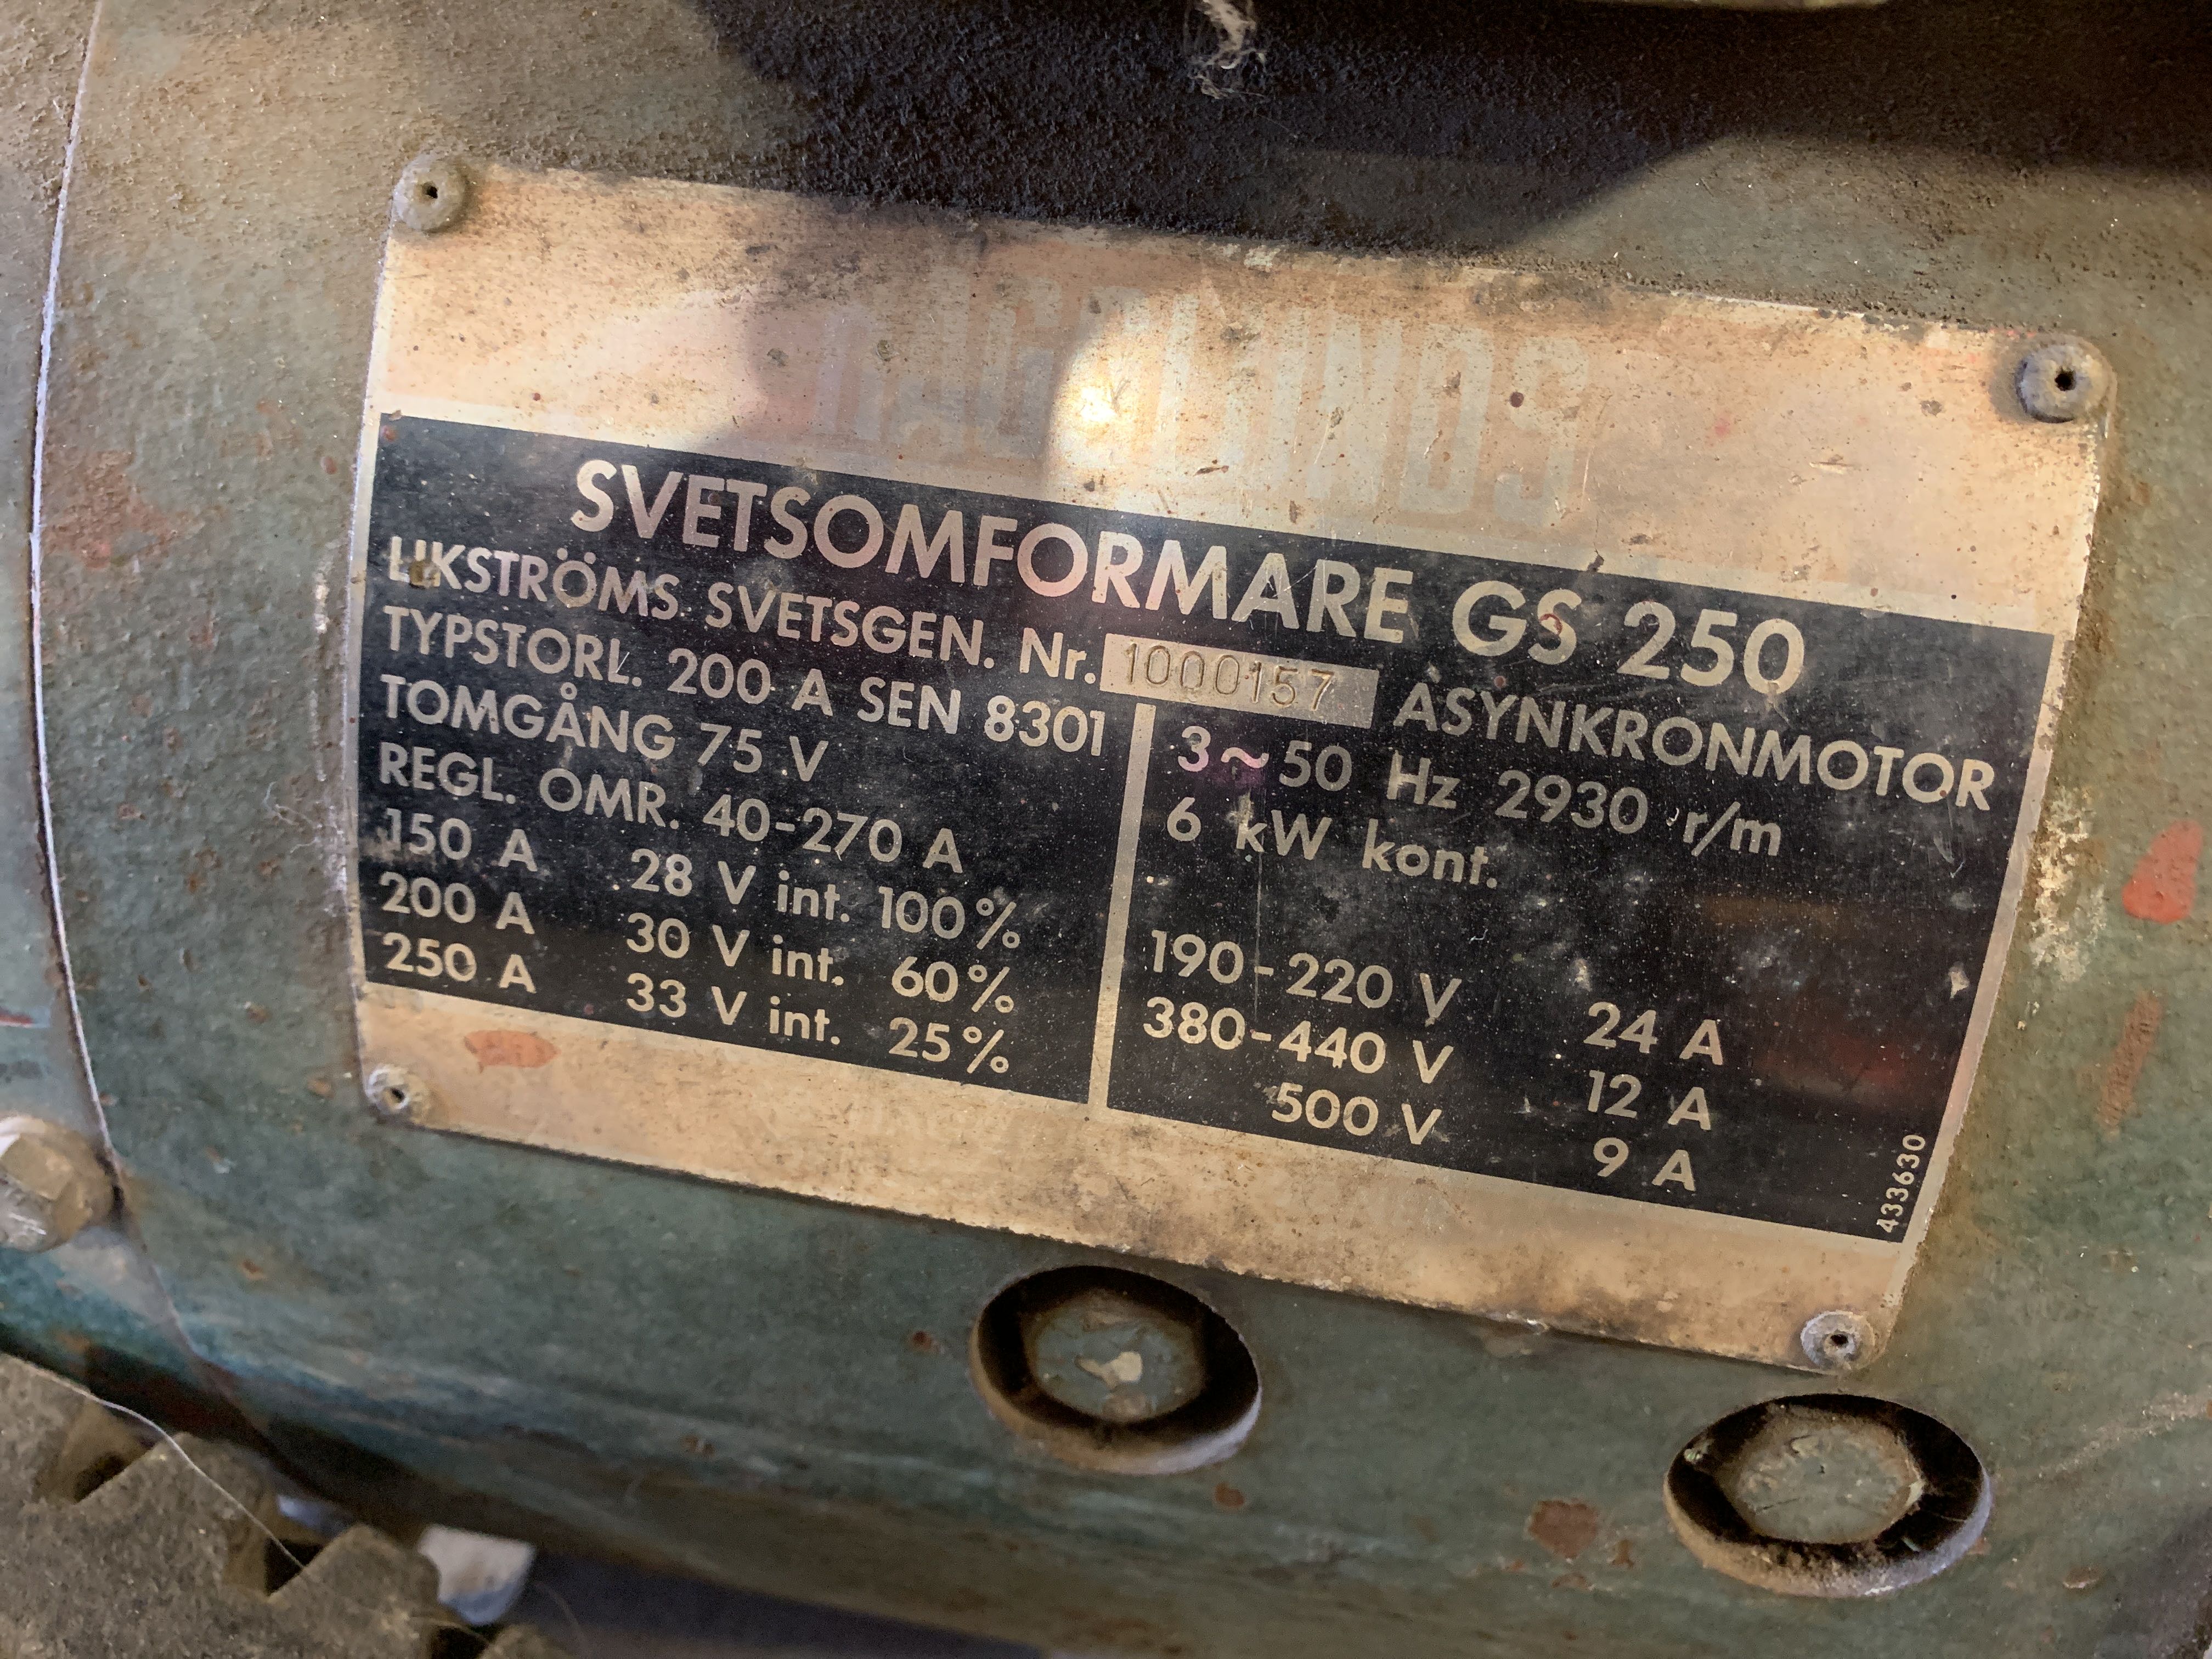 HÄGGLUNDS
SVETSOMFORMARE GS 250
LIKSTRÖMS SVETSGEN. Nr. 1000157 ASYNKRONMOTOR
TYPSTORL. 200 A SEN 8301
TOMGÅNG 75 V
REGL. OMR. 40-270 A
150 A 28 V int. 100%
200 A 30 V int. 60%
250 A 33 V int. 25%
3~50 Hz 2930 r/m
6 kW kont.
190-220 V 24 A
380-440 V 12 A
500 V 9 A
433630